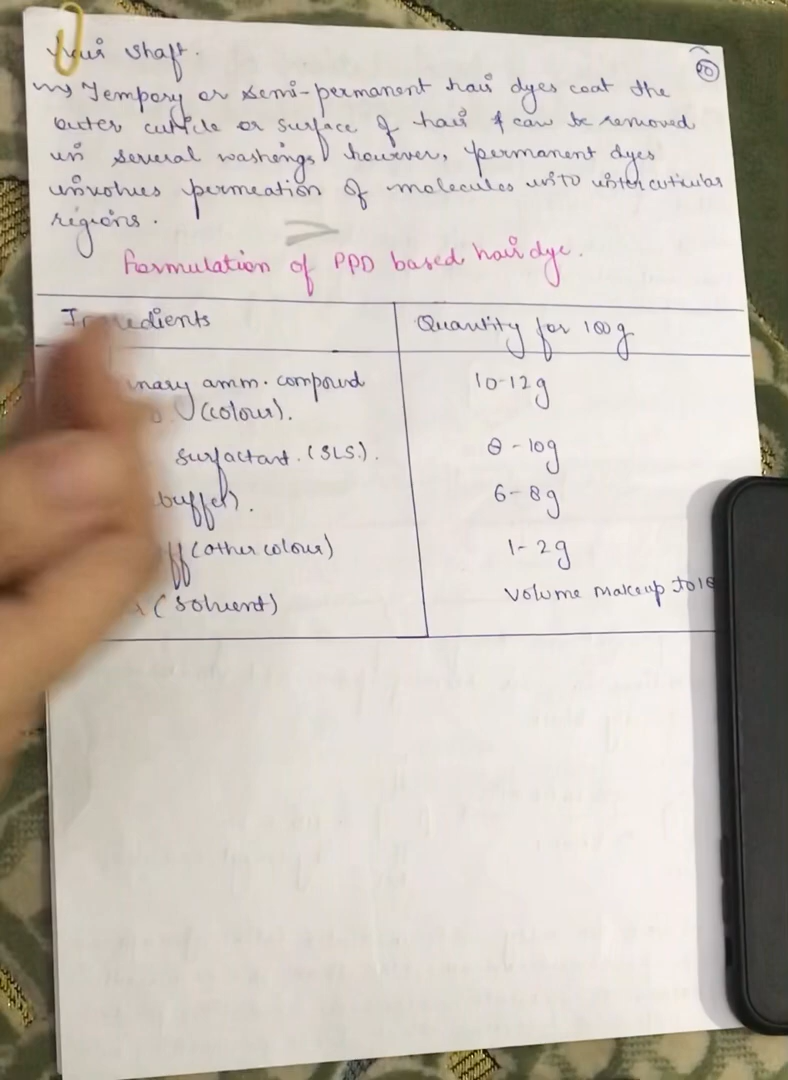 hair shaft.
20
Tempory or semi-permanent hair dyes coat the
outer cuticle or surface of hair & can be removed
in several washings however, permanent dyes
involves permeation of molecules into intercuticular
regions.
Formulation of PPD based hair dye.
Ingredients Quantity for 100g
amm. compound 10-12g
(colour).
surfactant. (SLS.). 8-10g
buffer). 6-8g
(other colour) 1-2g
(solvent) Volume makeup to